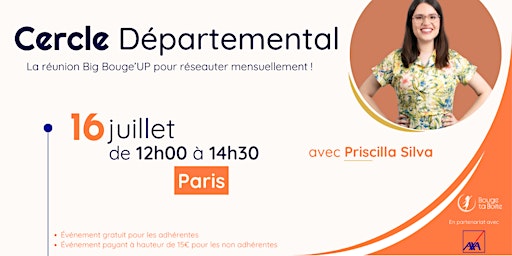 Cercle Départemental
La réunion Big Bouge'UP pour réseauter mensuellement !
16 juillet
de 12h00 à 14h30
Paris
avec Priscilla Silva
Bouge
ta Boite
En partenariat avec
AXA
• Événement gratuit pour les adhérentes
• Événement payant à hauteur de 15€ pour les non adhérentes